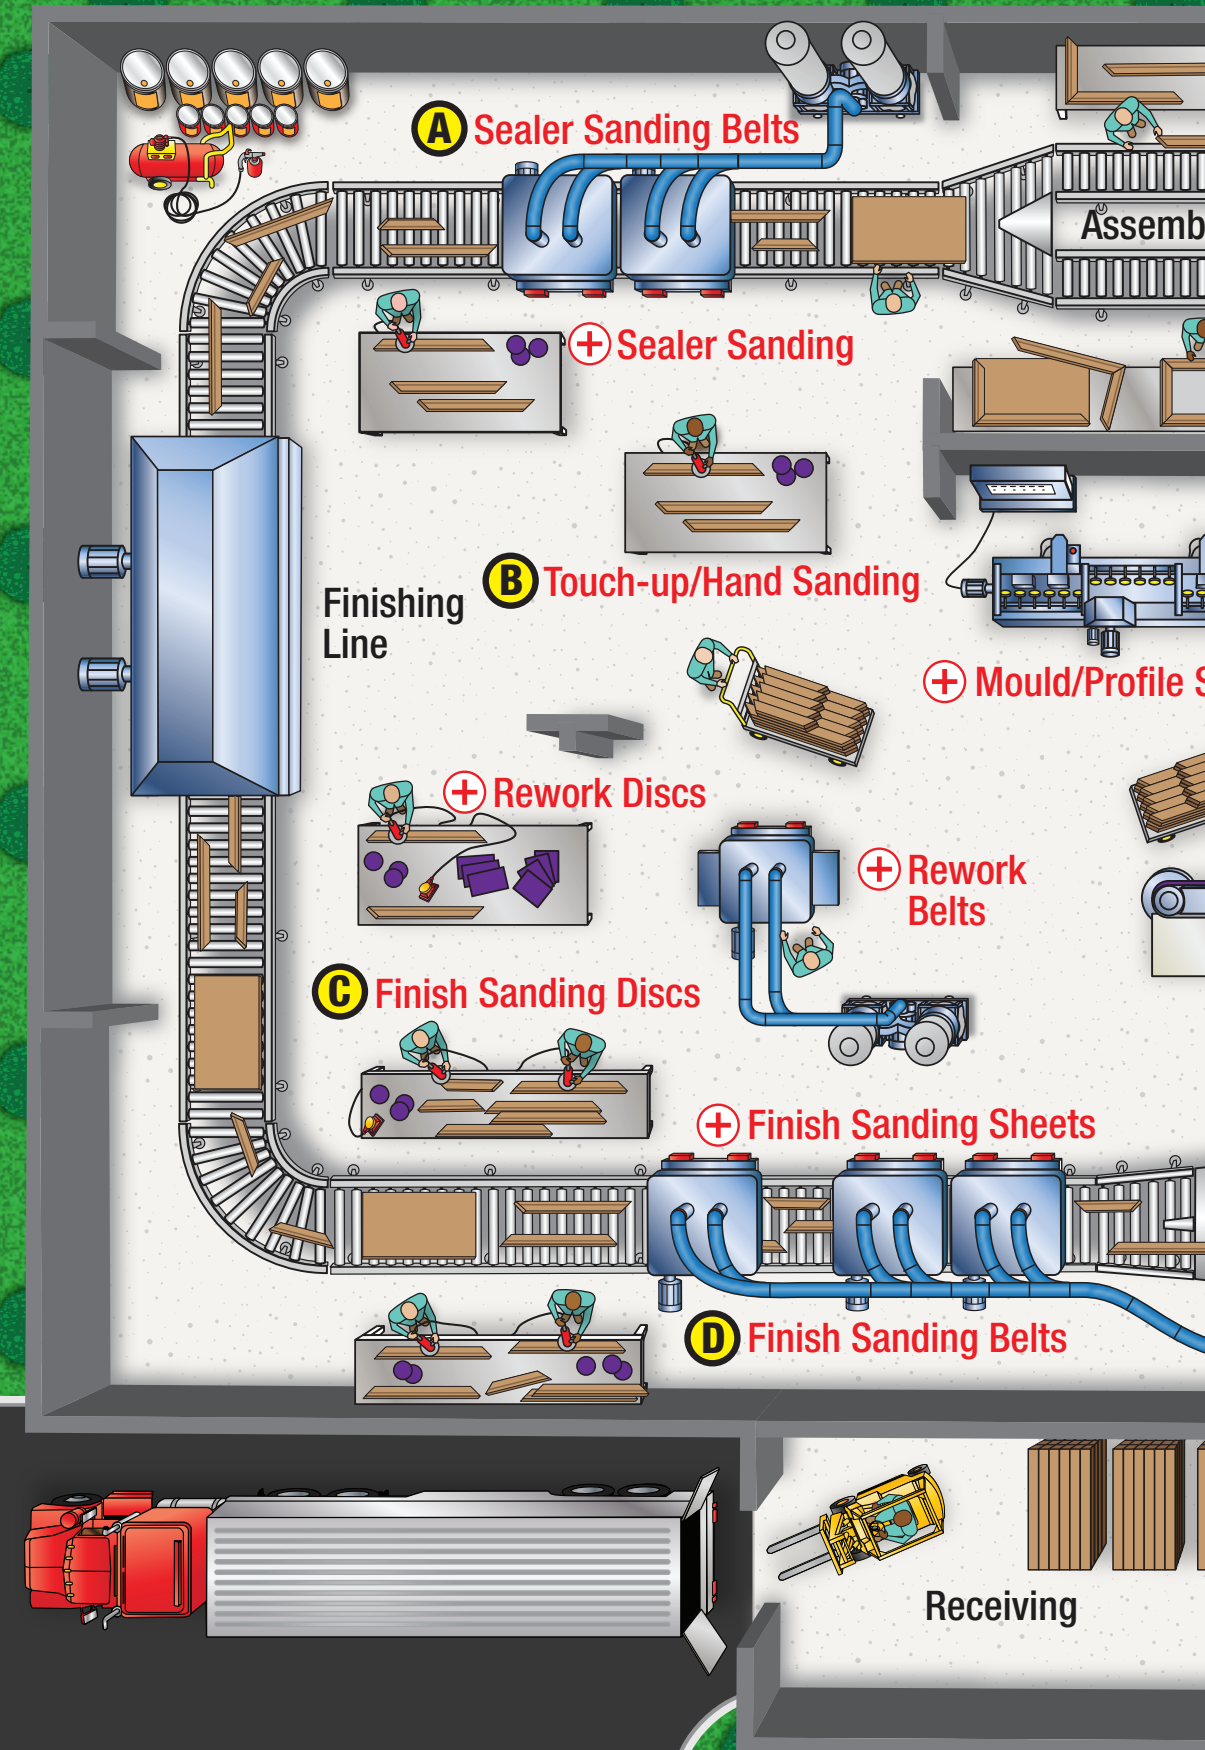 A Sealer Sanding Belts
Assemb
+ Sealer Sanding
B Touch-up/Hand Sanding
Finishing
Line
+ Mould/Profile S
+ Rework Discs
+ Rework
Belts
C Finish Sanding Discs
+ Finish Sanding Sheets
D Finish Sanding Belts
Receiving